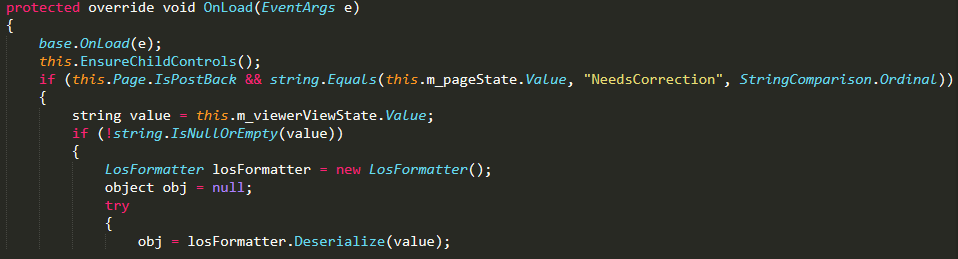 protected override void OnLoad(EventArgs e)
{
    base.OnLoad(e);
    this.EnsureChildControls();
    if (this.Page.IsPostBack && string.Equals(this.m_pageState.Value, "NeedsCorrection", StringComparison.Ordinal))
    {
        string value = this.m_viewerViewState.Value;
        if (!string.IsNullOrEmpty(value))
        {
            LosFormatter losFormatter = new LosFormatter();
            object obj = null;
            try
            {
                obj = losFormatter.Deserialize(value);